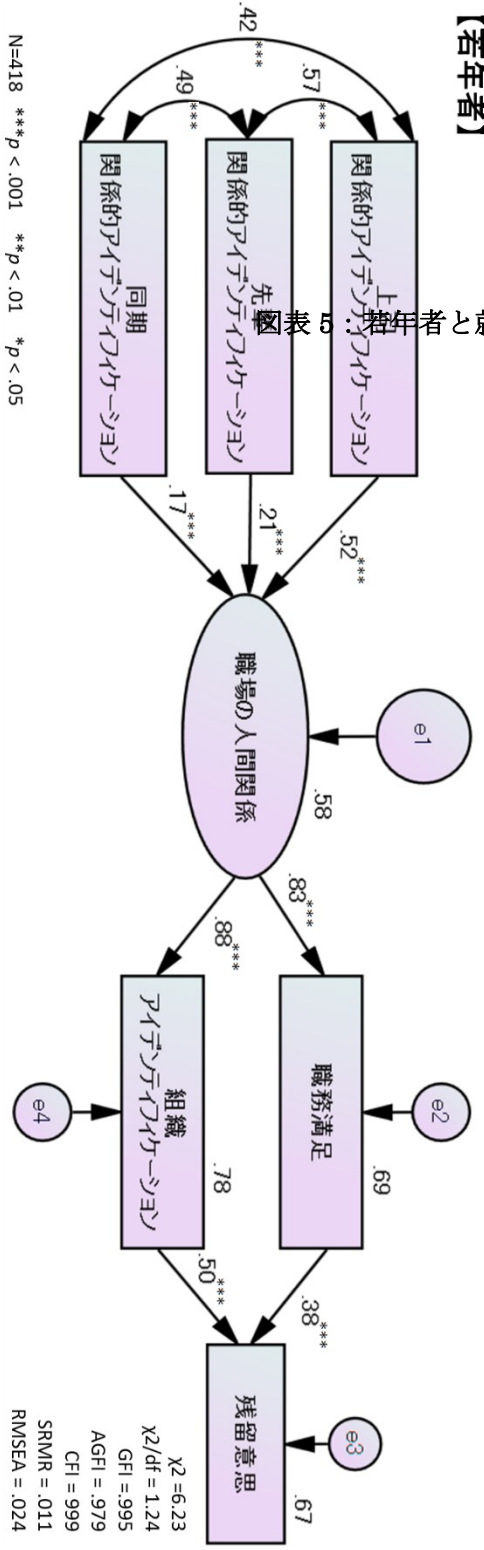 【若年者】
.42***
.49***
.57***
関係的アイデンティフィケーション
関係的アイデンティフィケーション
先
関係的アイデンティフィケーション
同期
図表 5：若年者と
.52***
.21***
.17***
e1
職場の人間関係
.58
.83***
.88***
e2
職務満足
.69
組織
アイデンティフィケーション
.78
e4
.38***
.50***
e3
残留意思
.67
χ2 =6.23
χ2/df = 1.24
GFI =.995
AGFI = .979
CFI = .999
SRMR = .011
RMSEA = .024
N=418 ***p < .001 **p < .01 *p < .05